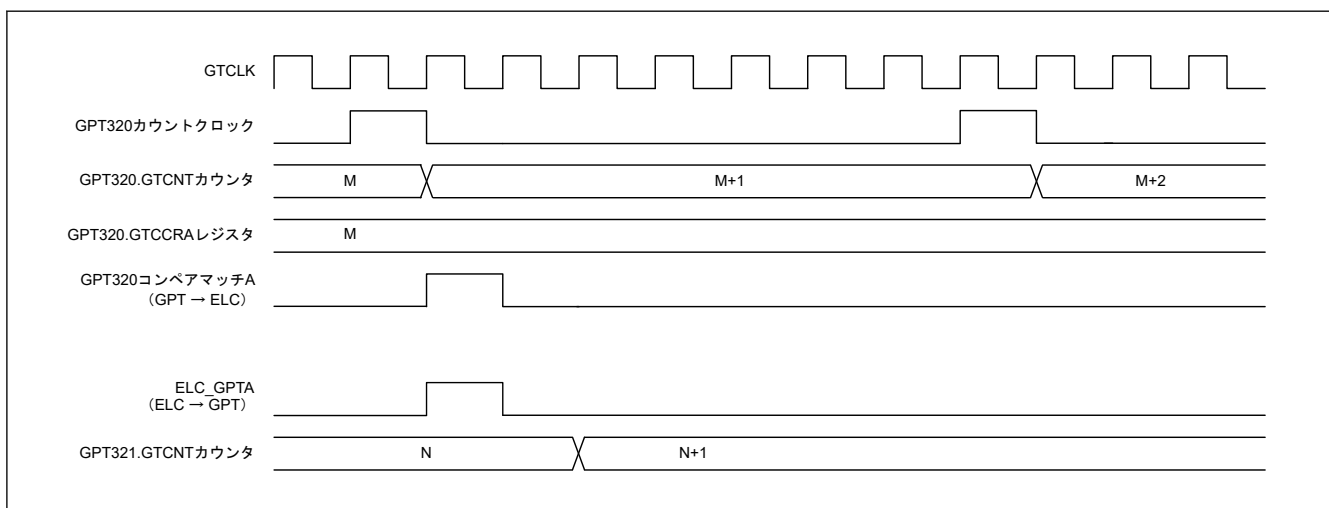 GTCLK
GPT320カウントクロック
GPT320.GTCNTカウンタ
M
M+1
M+2
GPT320.GTCCRAレジスタ
M
GPT320コンペアマッチA
（GPT → ELC）
ELC_GPTA
（ELC → GPT）
GPT321.GTCNTカウンタ
N
N+1